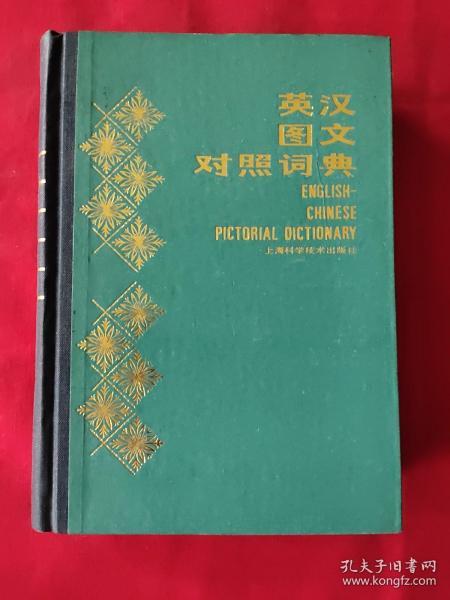 英汉
图文
对照词典
ENGLISH-
CHINESE
PICTORIAL DICTIONARY
上海科学技术出版社
孔夫子旧书网
www.kongfz.com